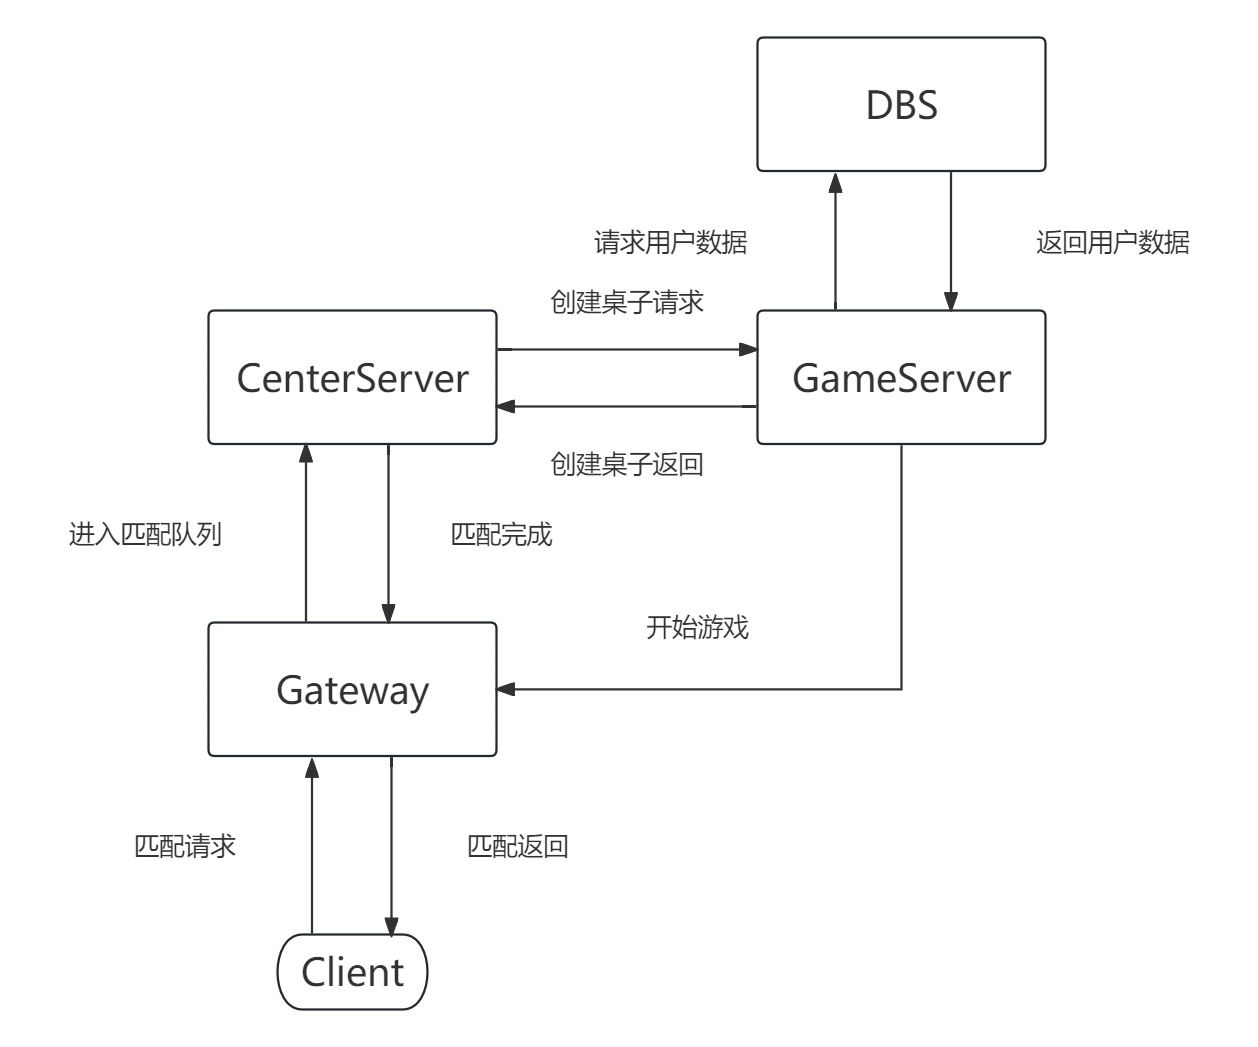 DBS
请求用户数据
返回用户数据
创建桌子请求
CenterServer
GameServer
创建桌子返回
进入匹配队列
匹配完成
开始游戏
Gateway
匹配请求
匹配返回
Client